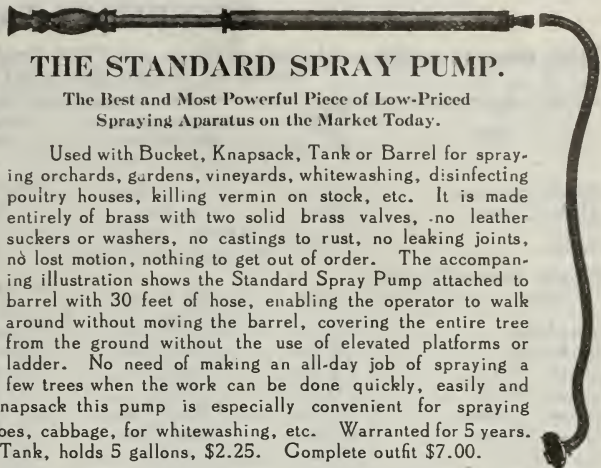 THE STANDARD SPRAY PUMP.
The Best and Most Powerful Piece of Low-Priced
Spraying Aparatus on the Market Today.
Used with Bucket, Knapsack, Tank or Barrel for spray-
ing orchards, gardens, vineyards, whitewashing, disinfecting
poultry houses, killing vermin on stock, etc. It is made
entirely of brass with two solid brass valves, no leather
suckers or washers, no castings to rust, no leaking joints,
no lost motion, nothing to get out of order. The accompan-
ing illustration shows the Standard Spray Pump attached to
barrel with 30 feet of hose, enabling the operator to walk
around without moving the barrel, covering the entire tree
from the ground without the use of elevated platforms or
ladder. No need of making an all-day job of spraying a
few trees when the work can be done quickly, easily and
napsack this pump is especially convenient for spraying
oes, cabbage, for whitewashing, etc. Warranted for 5 years.
Tank, holds 5 gallons, $2.25. Complete outfit $7.00.